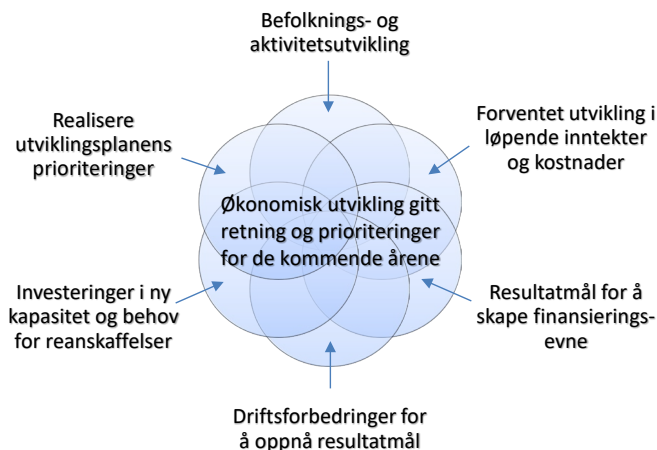 Befolknings- og
aktivitetsutvikling
Realisere
utviklingsplanens
prioriteringer
Forventet utvikling i
løpende inntekter
og kostnader
Økonomisk utvikling gitt
retning og prioriteringer
for de kommende årene
Investeringer i ny
kapasitet og behov
for reanskaffelser
Resultatmål for å
skape finansierings-
evne
Driftsforbedringer for
å oppnå resultatmål